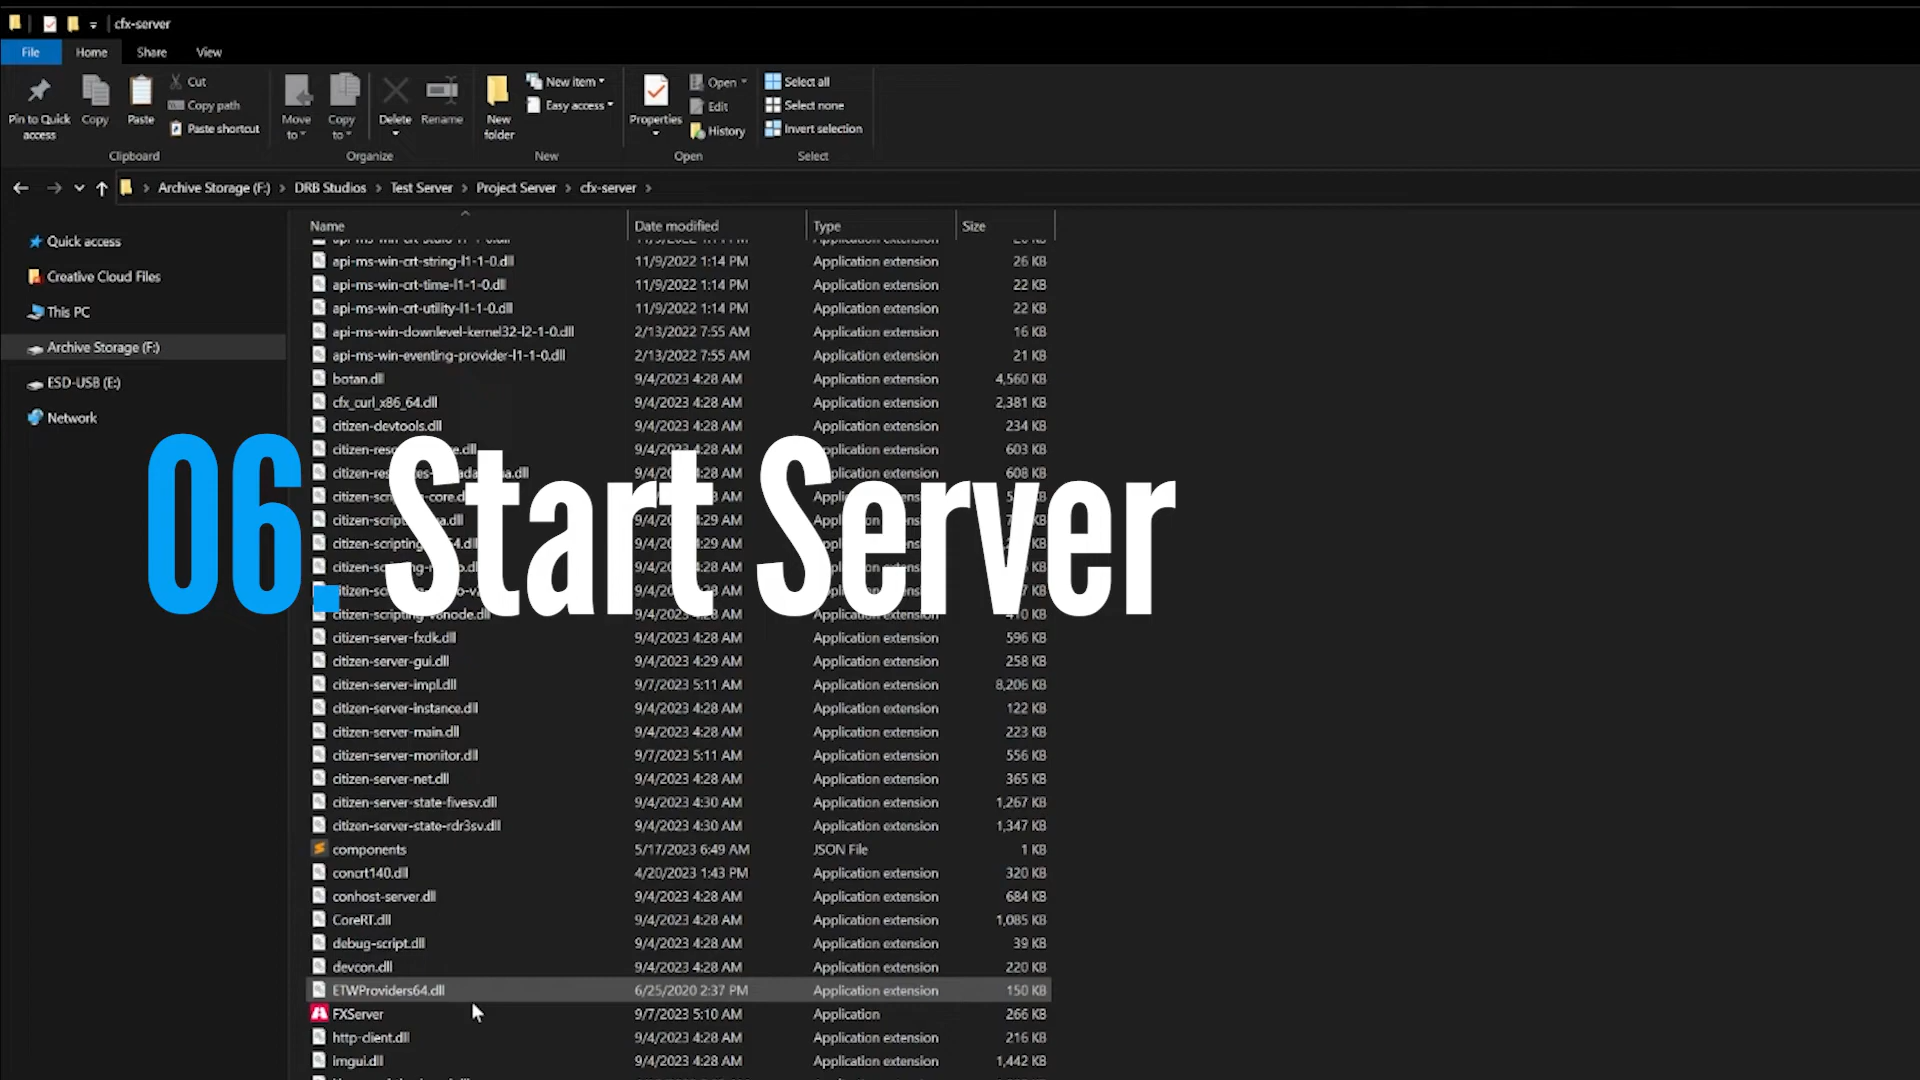 cfx-server
File Home Share View
Pin to Quick access
Copy
Paste
Cut
Copy path
Paste shortcut
Clipboard
Move to
Copy to
Delete
Rename
Organize
New folder
New item
Easy access
New
Properties
Open
Edit
History
Open
Select all
Select none
Invert selection
Select
Archive Storage (F:) > DRB Studios > Test Server > Project Server > cfx-server >
Quick access
Creative Cloud Files
This PC
Archive Storage (F:)
ESD-USB (E:)
Network
Name Date modified Type Size
api-ms-win-crt-string-l1-1-0.dll 11/9/2022 1:14 PM Application extension 26 KB
api-ms-win-crt-time-l1-1-0.dll 11/9/2022 1:14 PM Application extension 22 KB
api-ms-win-crt-utility-l1-1-0.dll 11/9/2022 1:14 PM Application extension 22 KB
api-ms-win-downlevel-kernel32-l2-1-0.dll 2/13/2022 7:55 AM Application extension 16 KB
api-ms-win-eventing-provider-l1-1-0.dll 2/13/2022 7:55 AM Application extension 21 KB
botan.dll 9/4/2023 4:28 AM Application extension 4,560 KB
cfx_curl_x86_64.dll 9/4/2023 4:28 AM Application extension 2,381 KB
citizen-devtools.dll 9/4/2023 4:28 AM Application extension 234 KB
9/4/2023 4:28 AM Application extension 603 KB
608 KB
06. Start Server
citizen-server-fxdk.dll 9/4/2023 4:28 AM Application extension 596 KB
citizen-server-gui.dll 9/4/2023 4:29 AM Application extension 258 KB
citizen-server-impl.dll 9/7/2023 5:11 AM Application extension 8,206 KB
citizen-server-instance.dll 9/4/2023 4:28 AM Application extension 122 KB
citizen-server-main.dll 9/4/2023 4:28 AM Application extension 223 KB
citizen-server-monitor.dll 9/7/2023 5:11 AM Application extension 556 KB
citizen-server-net.dll 9/4/2023 4:28 AM Application extension 365 KB
citizen-server-state-fivesv.dll 9/4/2023 4:30 AM Application extension 1,267 KB
citizen-server-state-rdr3sv.dll 9/4/2023 4:30 AM Application extension 1,347 KB
components 5/17/2023 6:49 AM JSON File 1 KB
concrt140.dll 4/20/2023 1:43 PM Application extension 320 KB
conhost-server.dll 9/4/2023 4:28 AM Application extension 684 KB
CoreRT.dll 9/4/2023 4:28 AM Application extension 1,085 KB
debug-script.dll 9/4/2023 4:28 AM Application extension 39 KB
devcon.dll 9/4/2023 4:28 AM Application extension 220 KB
ETWProviders64.dll 6/25/2020 2:37 PM Application extension 150 KB
FXServer 9/7/2023 5:10 AM Application 266 KB
http-client.dll 9/4/2023 4:28 AM Application extension 216 KB
imgui.dll 9/4/2023 4:28 AM Application extension 1,442 KB